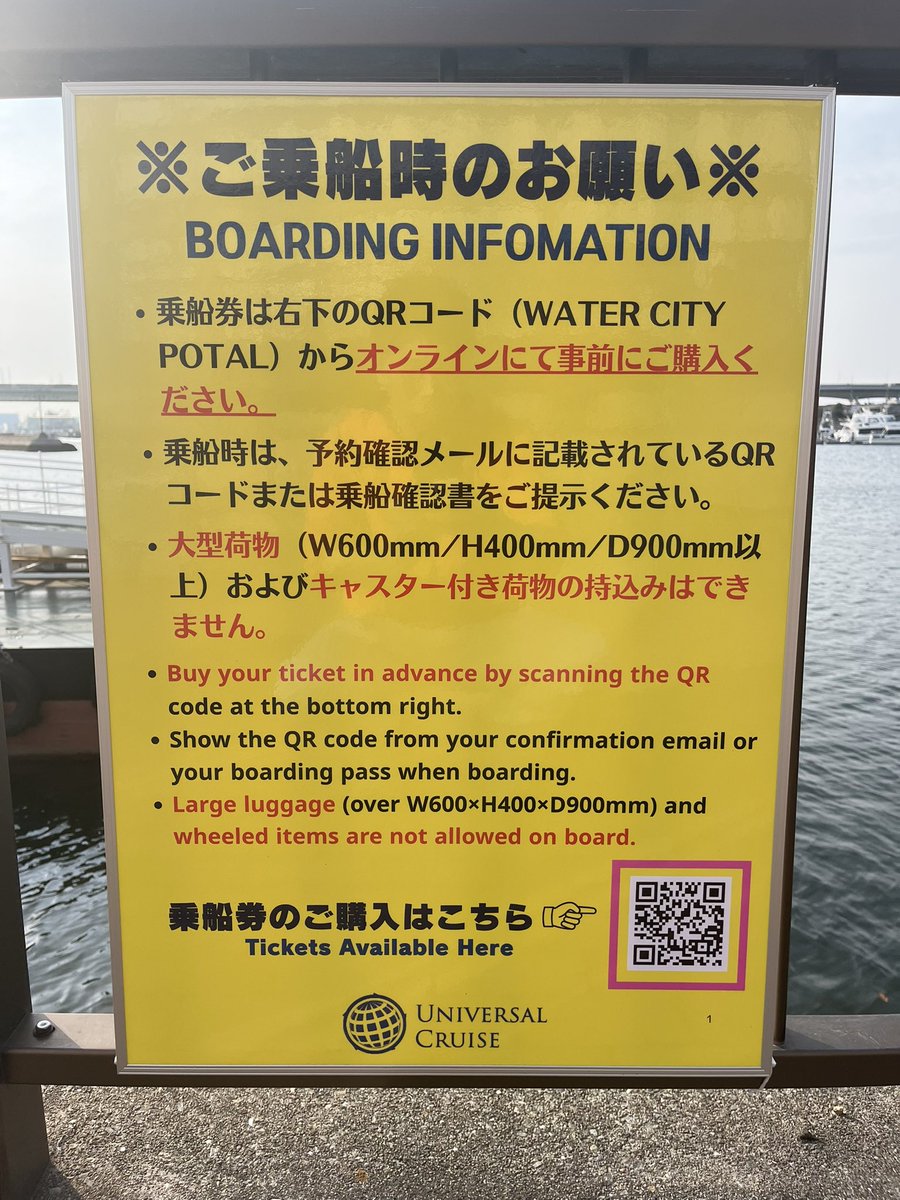 ※ご乗船時のお願い※
BOARDING INFOMATION
・乗船券は右下のQRコード（WATER CITY
POTAL）からオンラインにて事前にご購入く
ださい。
・乗船時は、予約確認メールに記載されているQR
コードまたは乗船確認書をご提示ください。
・大型荷物（W600mm／H400mm／D900mm以
上）およびキャスター付き荷物の持込みはでき
ません。
• Buy your ticket in advance by scanning the QR
code at the bottom right.
• Show the QR code from your confirmation email or
your boarding pass when boarding.
• Large luggage (over W600×H400×D900mm) and
wheeled items are not allowed on board.
乗船券のご購入はこちら
Tickets Available Here
UNIVERSAL
CRUISE
1